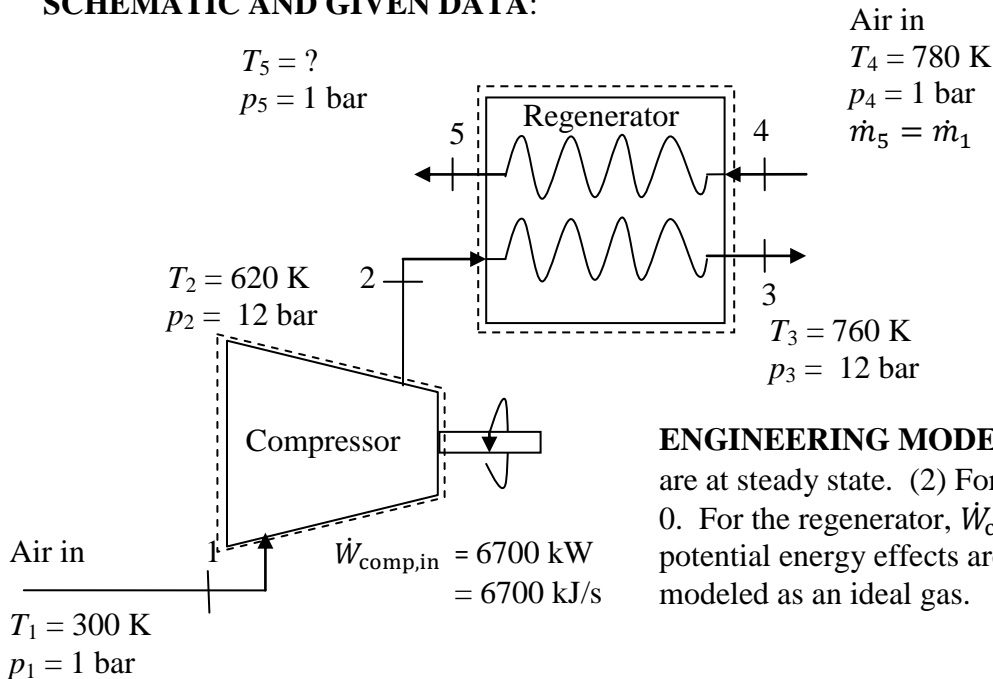 SCHEMATIC AND GIVEN DATA:
Air in
T4 = 780 K
p4 = 1 bar
ṁ5 = ṁ1
T5 = ?
p5 = 1 bar
Regenerator
5
4
T2 = 620 K
p2 = 12 bar
2
3
T3 = 760 K
p3 = 12 bar
Compressor
ENGINEERING MODE
are at steady state. (2) For
0. For the regenerator, Ẇc
potential energy effects are
modeled as an ideal gas.
Air in
1
Ẇcomp,in = 6700 kW
= 6700 kJ/s
T1 = 300 K
p1 = 1 bar